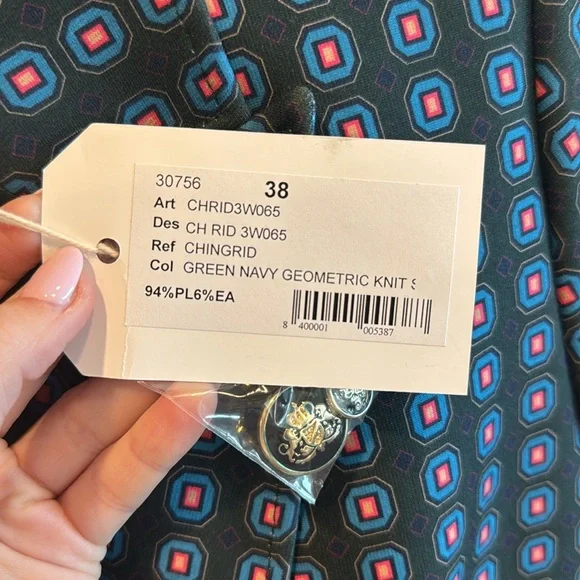 30756 38
Art CHRID3W065
Des CH RID 3W065
Ref CHINGRID
Col GREEN NAVY GEOMETRIC KNIT S
94%PL6%EA
8 400001 005387